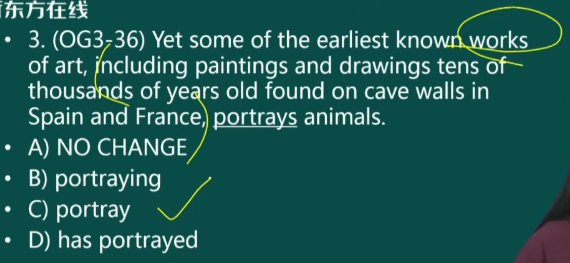 新东方在线
• 3. (OG3-36) Yet some of the earliest known works
of art, including paintings and drawings tens of
thousands of years old found on cave walls in
Spain and France, portrays animals.
• A) NO CHANGE
• B) portraying
• C) portray
• D) has portrayed